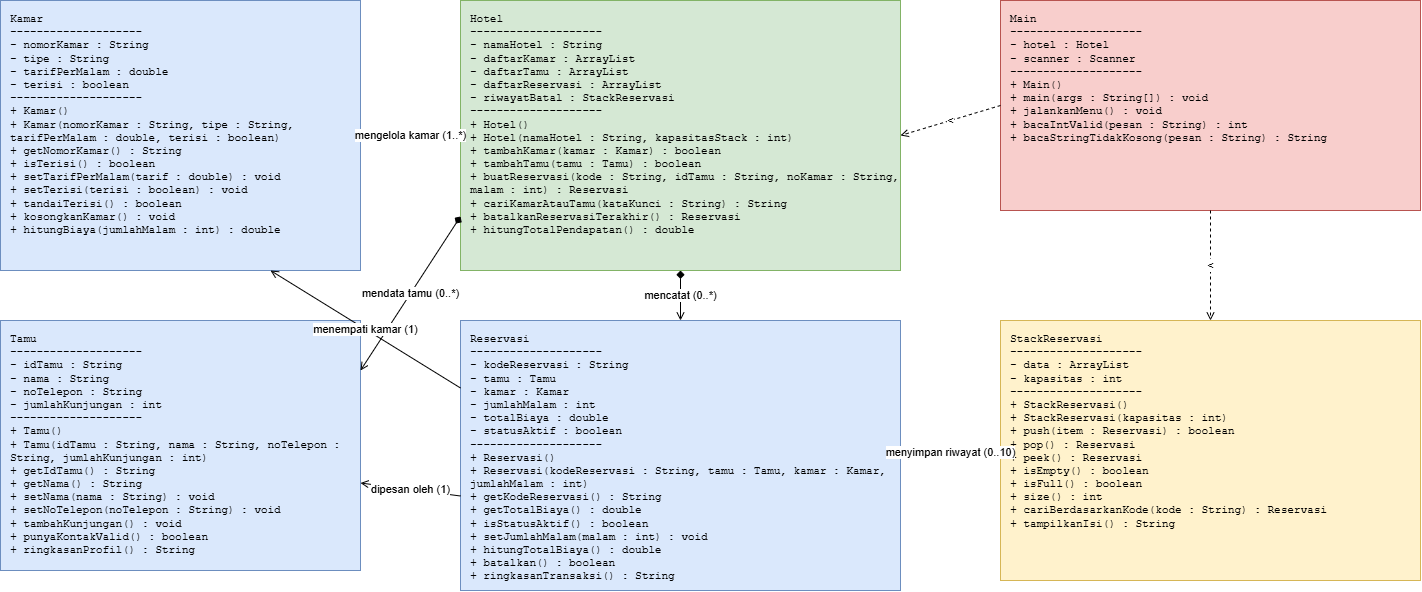 Kamar
--------------------
- nomorKamar : String
- tipe : String
- tarifPerMalam : double
- terisi : boolean
--------------------
+ Kamar()
+ Kamar(nomorKamar : String, tipe : String,
tarifPerMalam : double, terisi : boolean)
+ getNomorKamar() : String
+ isTerisi() : boolean
+ setTarifPerMalam(tarif : double) : void
+ setTerisi(terisi : boolean) : void
+ tandaiTerisi() : boolean
+ kosongkanKamar() : void
+ hitungBiaya(jumlahMalam : int) : double
mengelola kamar (1..*)
Hotel
--------------------
- namaHotel : String
- daftarKamar : ArrayList
- daftarTamu : ArrayList
- daftarReservasi : ArrayList
- riwayatBatal : StackReservasi
--------------------
+ Hotel()
+ Hotel(namaHotel : String, kapasitasStack : int)
+ tambahKamar(kamar : Kamar) : boolean
+ tambahTamu(tamu : Tamu) : boolean
+ buatReservasi(kode : String, idTamu : String, noKamar : String,
malam : int) : Reservasi
+ cariKamarAtauTamu(kataKunci : String) : String
+ batalkanReservasiTerakhir() : Reservasi
+ hitungTotalPendapatan() : double
<
Main
--------------------
- hotel : Hotel
- scanner : Scanner
--------------------
+ Main()
+ main(args : String[]) : void
+ jalankanMenu() : void
+ bacaIntValid(pesan : String) : int
+ bacaStringTidakKosong(pesan : String) : String
<
mendata tamu (0..*)
mencatat (0..*)
menempati kamar (1)
Tamu
--------------------
- idTamu : String
- nama : String
- noTelepon : String
- jumlahKunjungan : int
--------------------
+ Tamu()
+ Tamu(idTamu : String, nama : String, noTelepon :
String, jumlahKunjungan : int)
+ getIdTamu() : String
+ getNama() : String
+ setNama(nama : String) : void
+ setNoTelepon(noTelepon : String) : void
+ tambahKunjungan() : void
+ punyaKontakValid() : boolean
+ ringkasanProfil() : String
dipesan oleh (1)
Reservasi
--------------------
- kodeReservasi : String
- tamu : Tamu
- kamar : Kamar
- jumlahMalam : int
- totalBiaya : double
- statusAktif : boolean
--------------------
+ Reservasi()
+ Reservasi(kodeReservasi : String, tamu : Tamu, kamar : Kamar,
jumlahMalam : int)
+ getKodeReservasi() : String
+ getTotalBiaya() : double
+ isStatusAktif() : boolean
+ setJumlahMalam(malam : int) : void
+ hitungTotalBiaya() : double
+ batalkan() : boolean
+ ringkasanTransaksi() : String
menyimpan riwayat (0..10)
StackReservasi
--------------------
- data : ArrayList
- kapasitas : int
--------------------
+ StackReservasi()
+ StackReservasi(kapasitas : int)
+ push(item : Reservasi) : boolean
+ pop() : Reservasi
+ peek() : Reservasi
+ isEmpty() : boolean
+ isFull() : boolean
+ size() : int
+ cariBerdasarkanKode(kode : String) : Reservasi
+ tampilkanIsi() : String